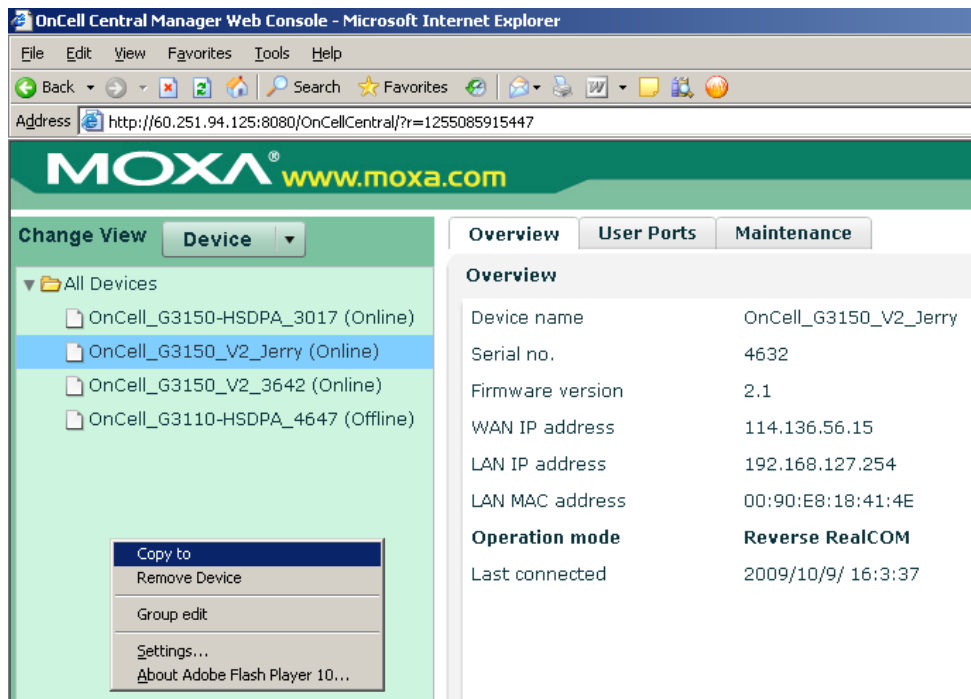 OnCell Central Manager Web Console - Microsoft Internet Explorer
File Edit View Favorites Tools Help
Back Search Favorites
Address http://60.251.94.125:8080/OnCellCentral/?r=1255085915447
MOXA® www.moxa.com
Change View Device
All Devices
OnCell_G3150-HSDPA_3017 (Online)
OnCell_G3150_V2_Jerry (Online)
OnCell_G3150_V2_3642 (Online)
OnCell_G3110-HSDPA_4647 (Offline)
Copy to
Remove Device
Group edit
Settings...
About Adobe Flash Player 10...
Overview User Ports Maintenance
Overview
Device name OnCell_G3150_V2_Jerry
Serial no. 4632
Firmware version 2.1
WAN IP address 114.136.56.15
LAN IP address 192.168.127.254
LAN MAC address 00:90:E8:18:41:4E
Operation mode Reverse RealCOM
Last connected 2009/10/9/ 16:3:37